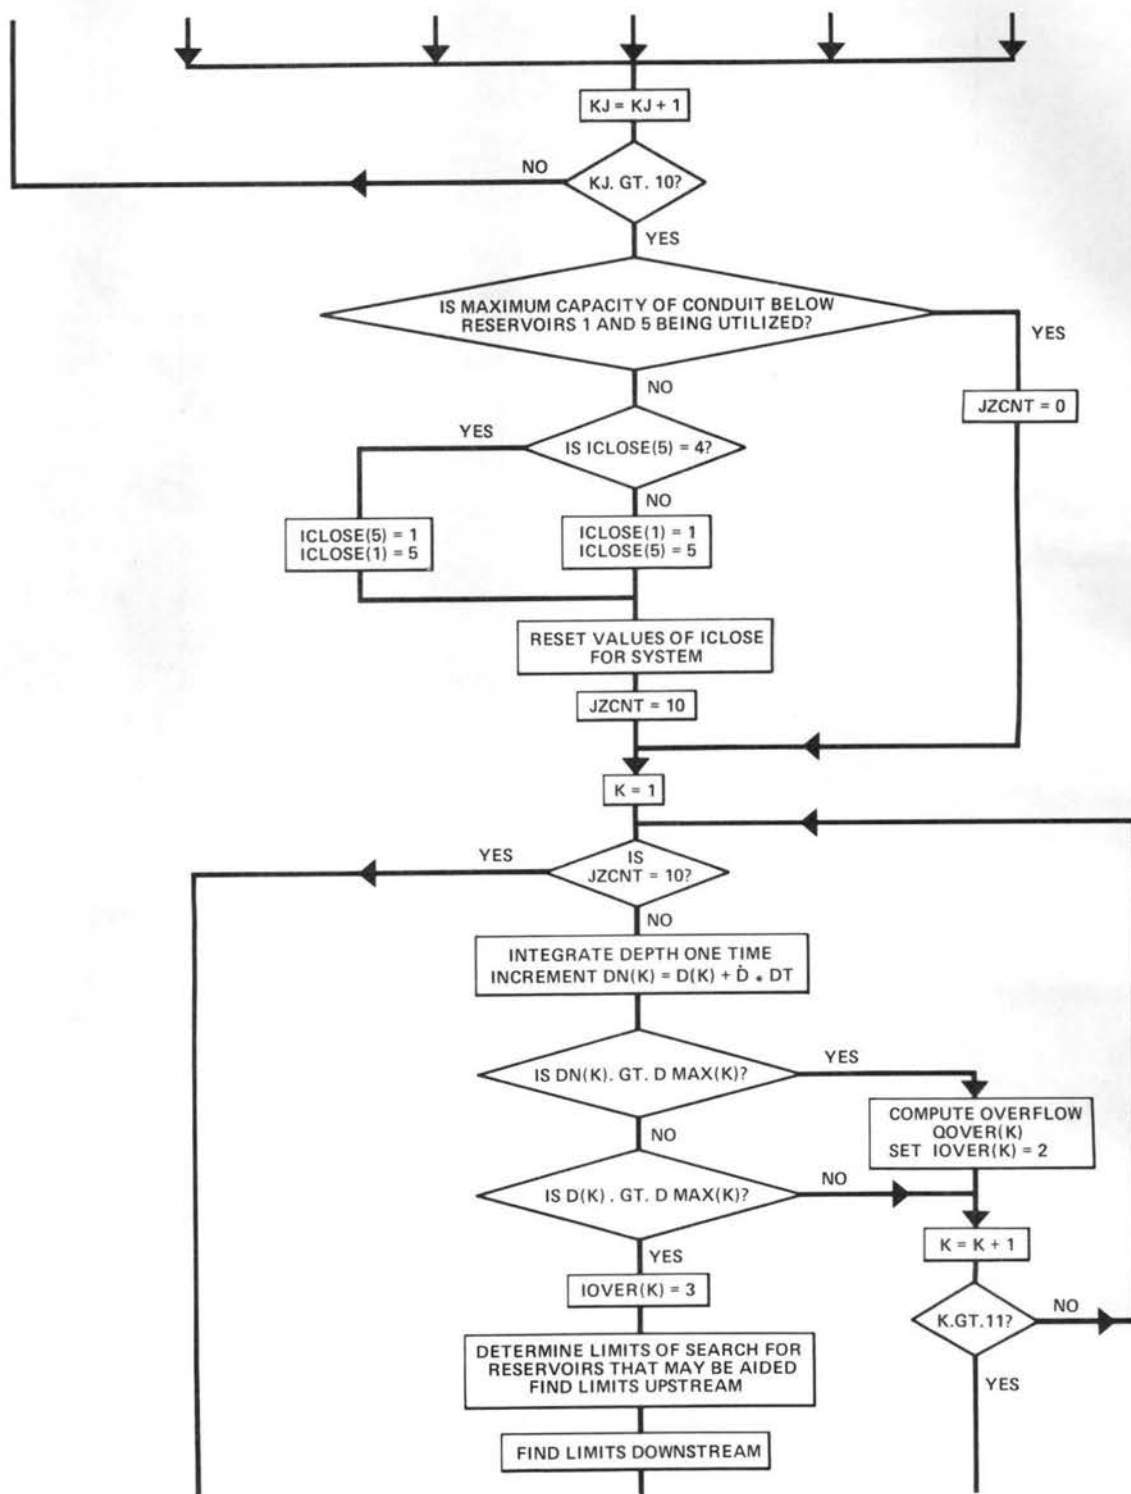 KJ = KJ + 1
NO
KJ. GT. 10?
YES
IS MAXIMUM CAPACITY OF CONDUIT BELOW
RESERVOIRS 1 AND 5 BEING UTILIZED?
YES
NO
JZCNT = 0
YES
IS ICLOSE(5) = 4?
NO
ICLOSE(5) = 1
ICLOSE(1) = 5
ICLOSE(1) = 1
ICLOSE(5) = 5
RESET VALUES OF ICLOSE
FOR SYSTEM
JZCNT = 10
K = 1
YES
IS
JZCNT = 10?
NO
INTEGRATE DEPTH ONE TIME
INCREMENT DN(K) = D(K) + Ḋ * DT
YES
IS DN(K). GT. D MAX(K)?
COMPUTE OVERFLOW
QOVER(K)
SET IOVER(K) = 2
NO
NO
IS D(K) . GT. D MAX(K)?
K = K + 1
YES
IOVER(K) = 3
NO
K.GT.11?
DETERMINE LIMITS OF SEARCH FOR
RESERVOIRS THAT MAY BE AIDED
FIND LIMITS UPSTREAM
YES
FIND LIMITS DOWNSTREAM